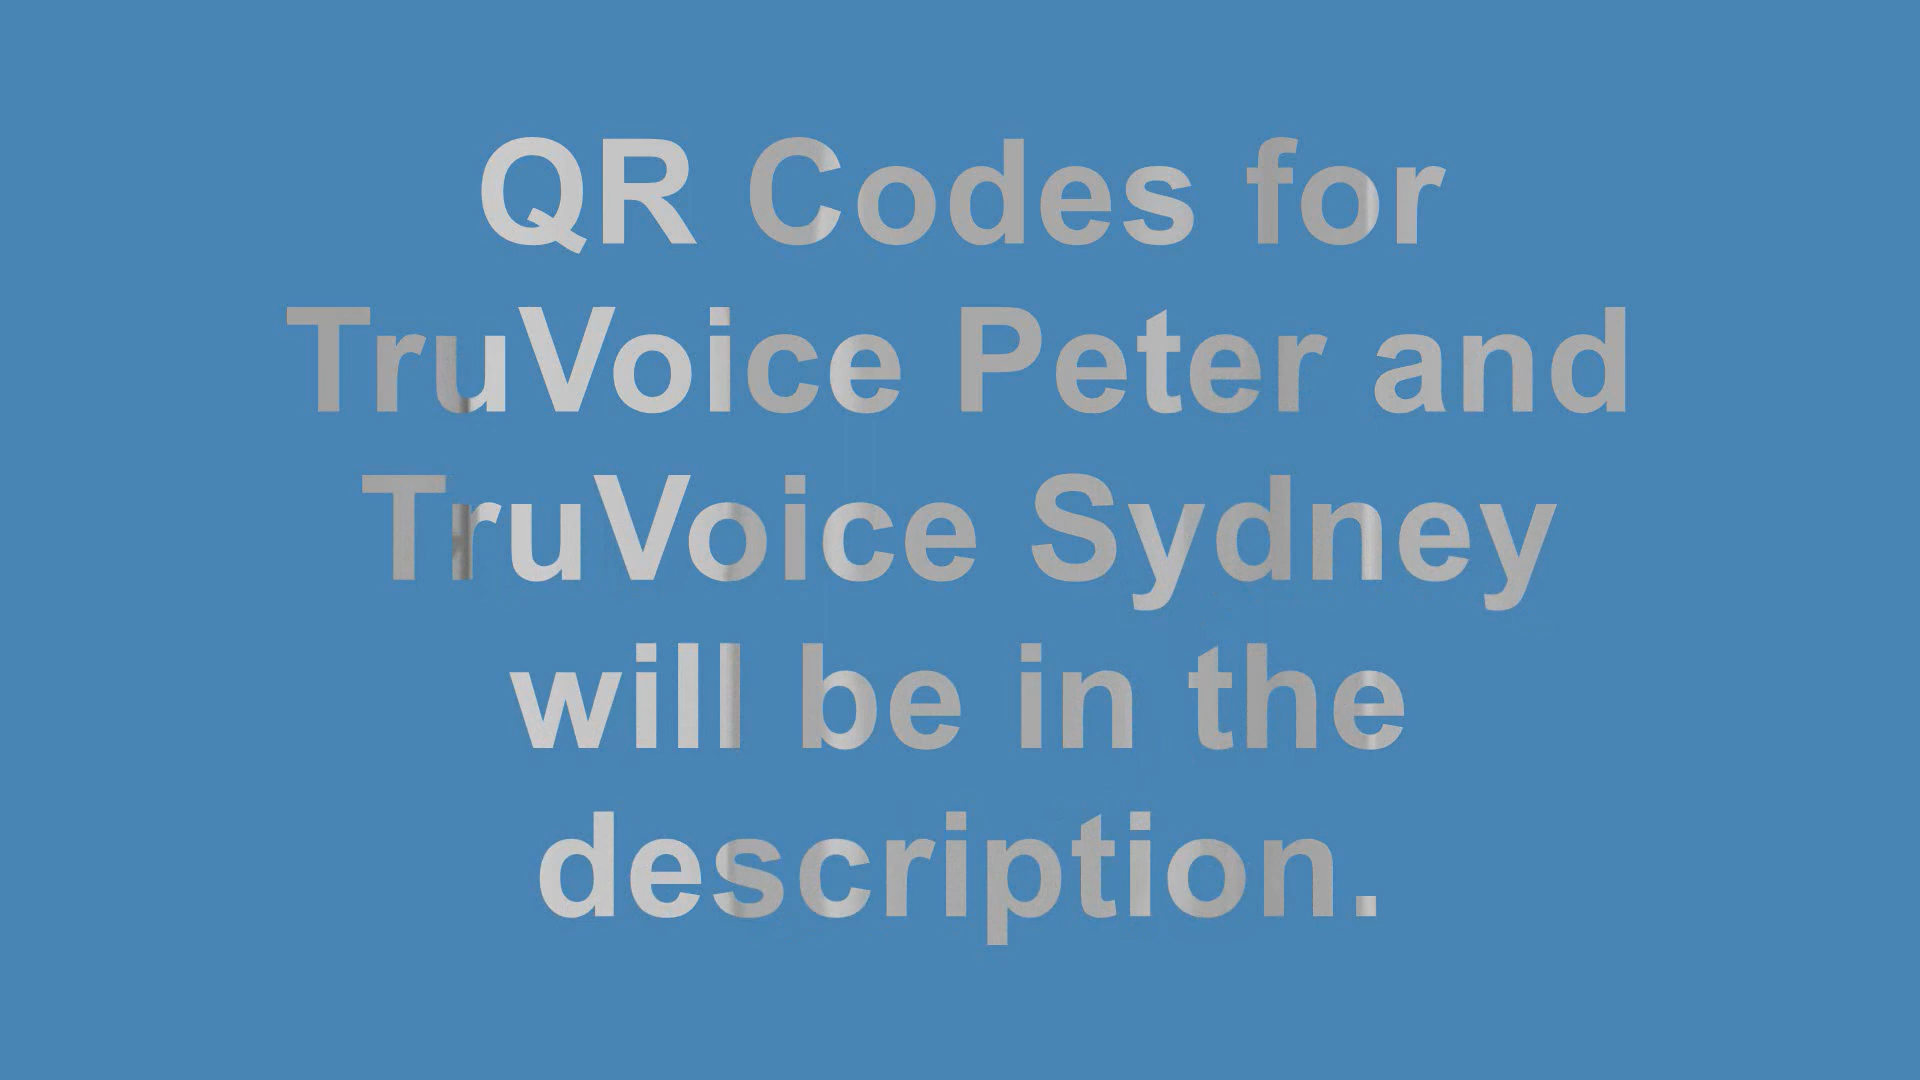 QR Codes for
TruVoice Peter and
TruVoice Sydney
will be in the
description.